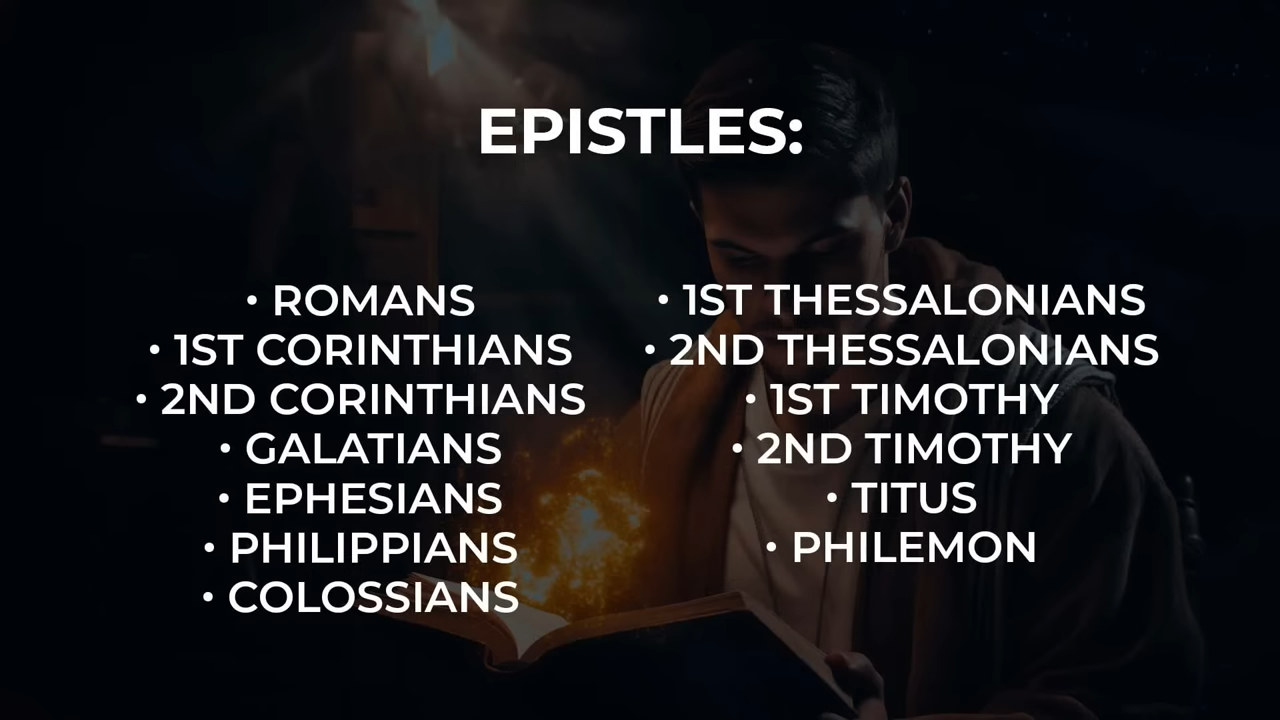 EPISTLES:
• ROMANS
• 1ST CORINTHIANS
• 2ND CORINTHIANS
• GALATIANS
• EPHESIANS
• PHILIPPIANS
• COLOSSIANS
• 1ST THESSALONIANS
• 2ND THESSALONIANS
• 1ST TIMOTHY
• 2ND TIMOTHY
• TITUS
• PHILEMON